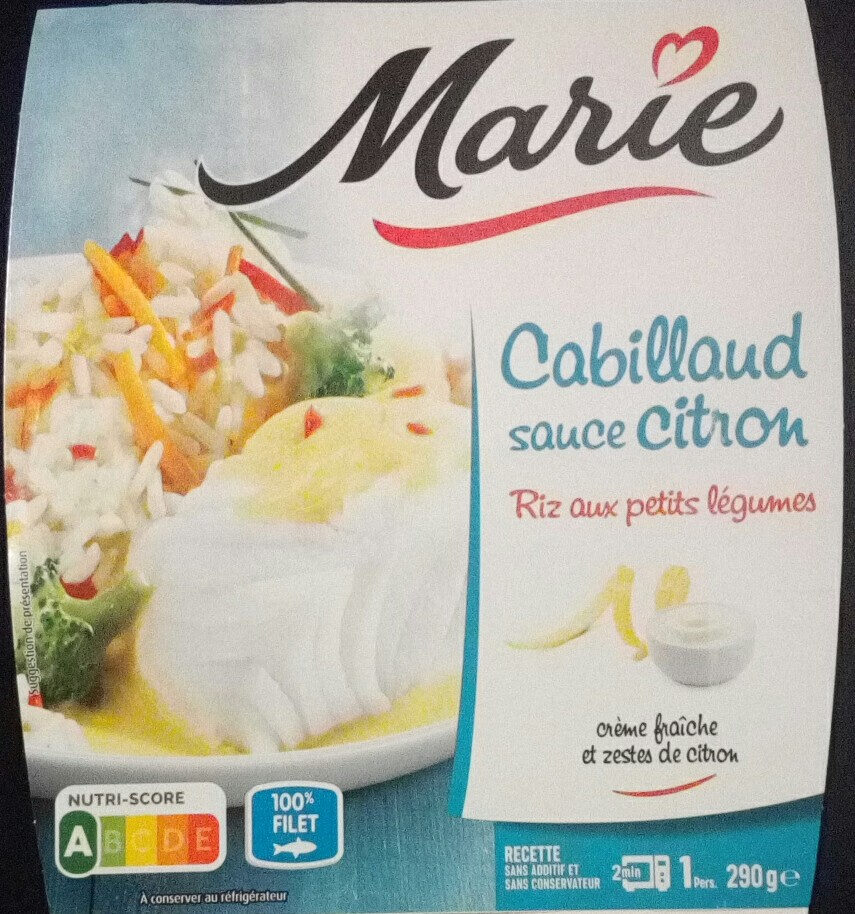 Marie
Cabillaud
sauce citron
Riz aux petits légumes
crème fraîche
et zestes de citron
Suggestion de présentation
NUTRI-SCORE
A B C D E
100%
FILET
RECETTE
SANS ADDITIF ET
SANS CONSERVATEUR
2min
1 Pers.
290 g e
À conserver au réfrigérateur